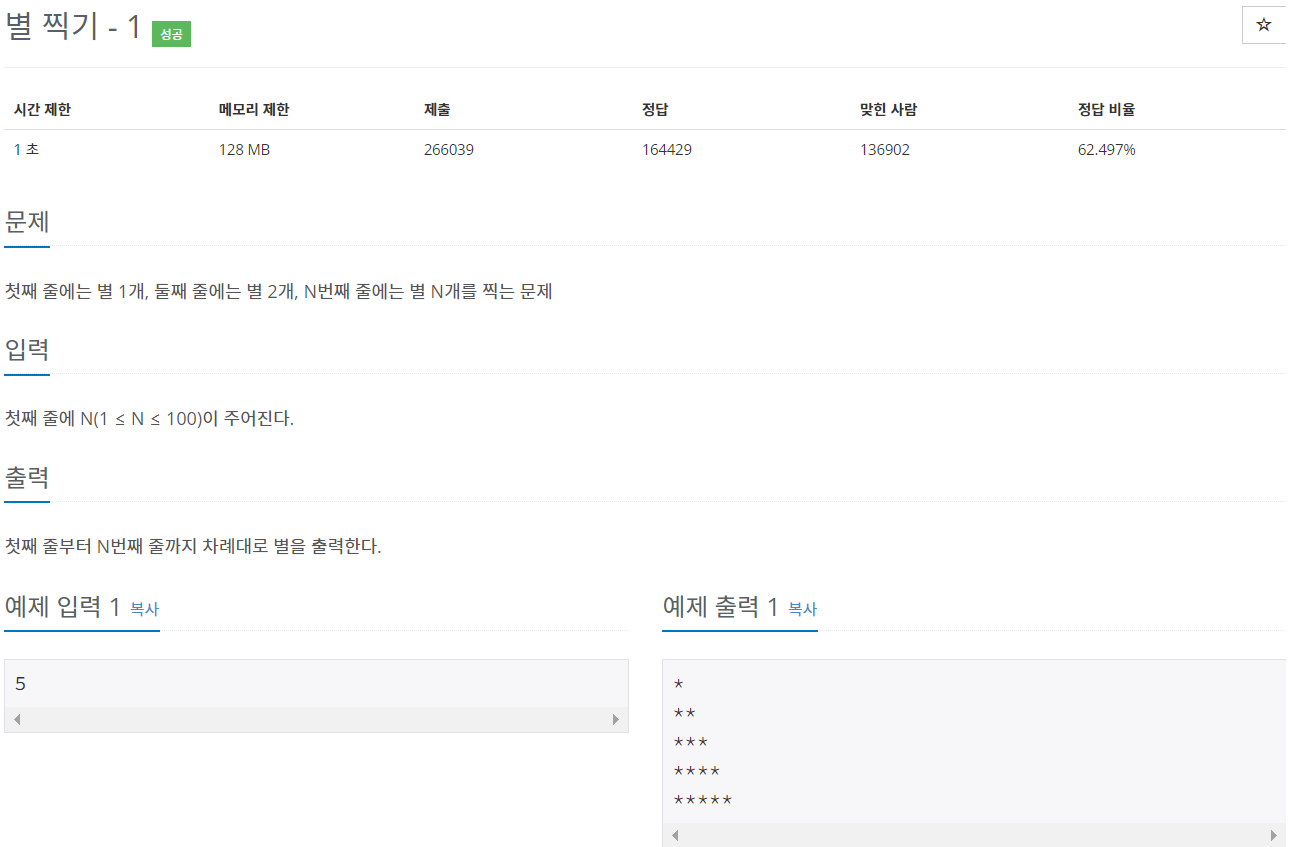 별 찍기 - 1 성공
☆
시간 제한 메모리 제한 제출 정답 맞힌 사람 정답 비율
1 초 128 MB 266039 164429 136902 62.497%
문제
첫째 줄에는 별 1개, 둘째 줄에는 별 2개, N번째 줄에는 별 N개를 찍는 문제
입력
첫째 줄에 N(1 ≤ N ≤ 100)이 주어진다.
출력
첫째 줄부터 N번째 줄까지 차례대로 별을 출력한다.
예제 입력 1 복사
5
예제 출력 1 복사
*
**
***
****
*****